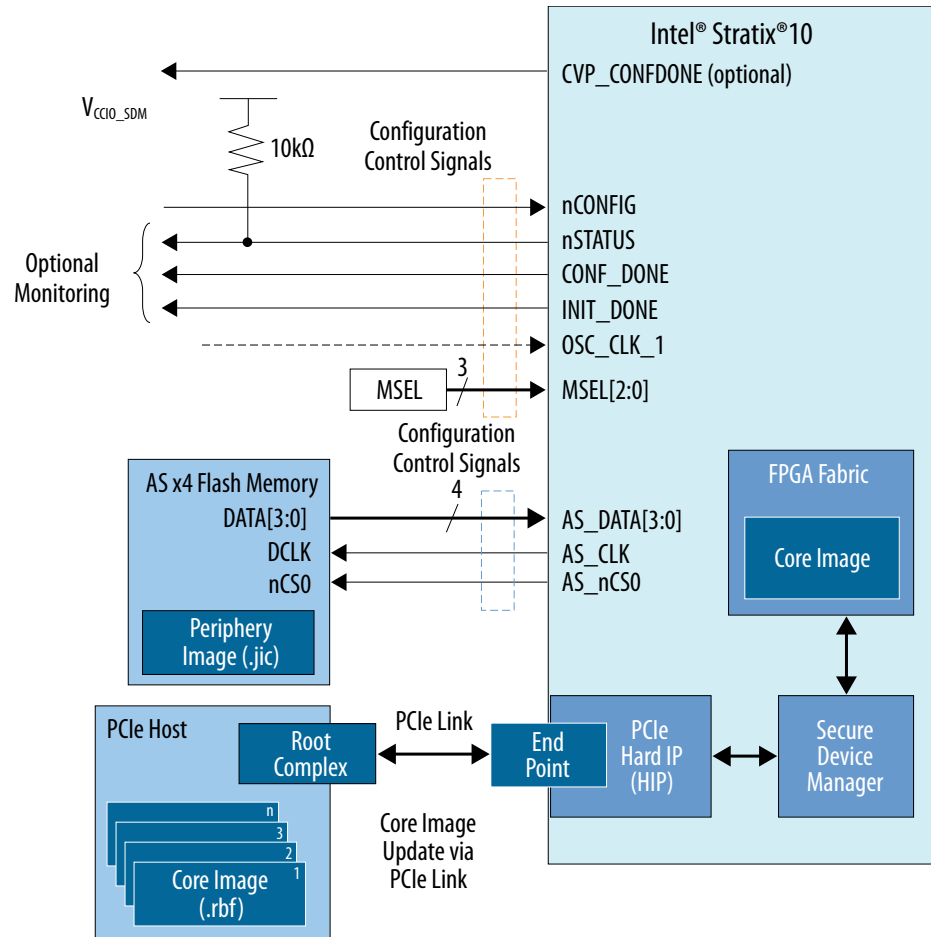 Intel® Stratix®10
CVP_CONFDONE (optional)
VCCIO_SDM
10kΩ
Configuration
Control Signals
nCONFIG
nSTATUS
CONF_DONE
INIT_DONE
OSC_CLK_1
Optional
Monitoring
MSEL
3
MSEL[2:0]
Configuration
Control Signals
AS x4 Flash Memory
DATA[3:0]
DCLK
nCS0
4
AS_DATA[3:0]
AS_CLK
AS_nCS0
Periphery
Image (.jic)
FPGA Fabric
Core Image
PCIe Host
Root
Complex
PCIe Link
End
Point
PCIe
Hard IP
(HIP)
Secure
Device
Manager
Core Image
Update via
PCIe Link
n
3
2
1
Core Image
(.rbf)